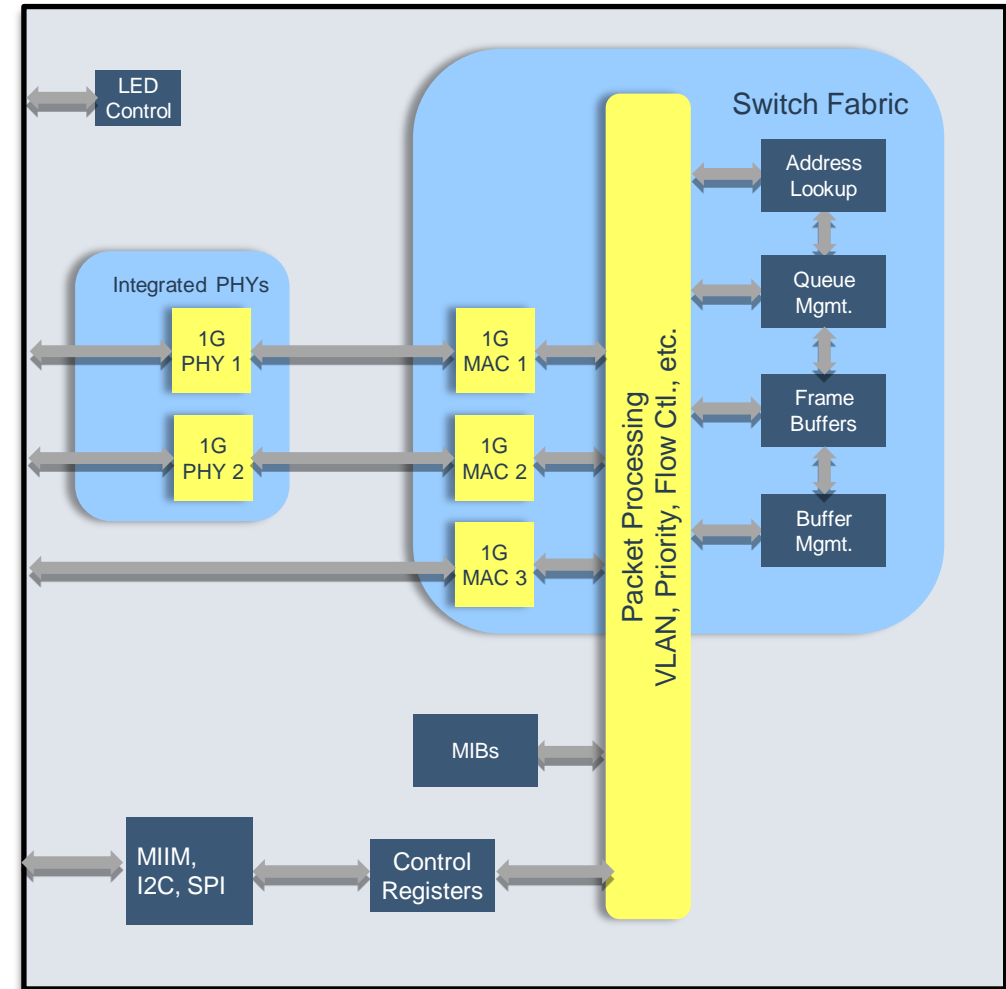 LED
Control
Switch Fabric
Address
Lookup
Integrated PHYs
Queue
Mgmt.
1G
PHY 1
1G
MAC 1
Packet Processing
VLAN, Priority, Flow Ctl., etc.
Frame
Buffers
1G
PHY 2
1G
MAC 2
Buffer
Mgmt.
1G
MAC 3
MIBs
MIIM,
I2C, SPI
Control
Registers